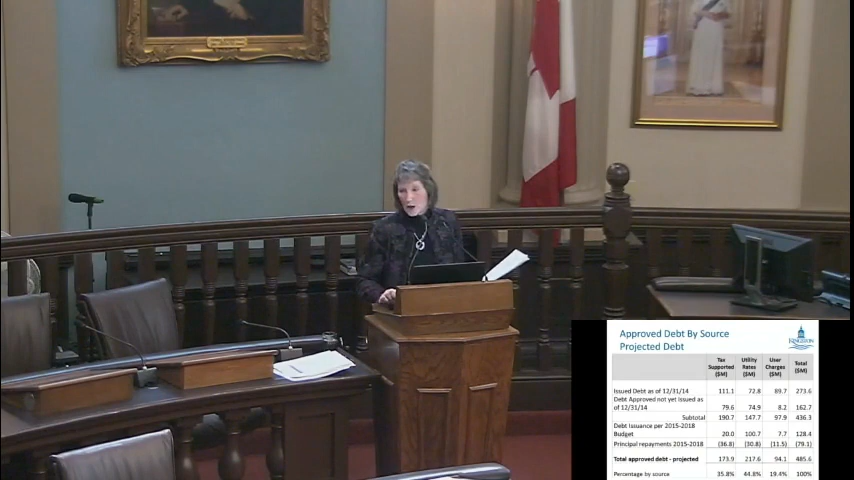 Approved Debt By Source
Projected Debt
KINGSTON
Tax Supported ($M) Utility Rates ($M) User Charges ($M) Total ($M)
Issued Debt as of 12/31/14 111.1 72.8 89.7 273.6
Debt Approved not yet issued as
of 12/31/14 79.6 74.9 8.2 162.7
Subtotal 190.7 147.7 97.9 436.3
Debt Issuance per 2015-2018
Budget 20.0 100.7 7.7 128.4
Principal repayments 2015-2018 (36.8) (30.8) (11.5) (79.1)
Total approved debt - projected 173.9 217.6 94.1 485.6
Percentage by source 35.8% 44.8% 19.4% 100%